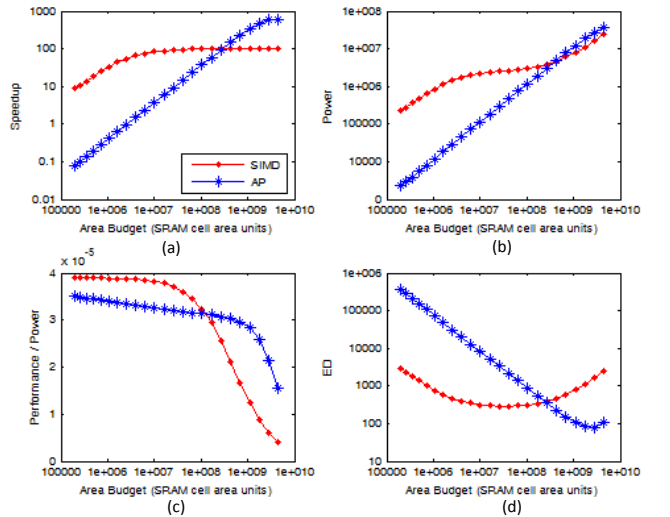 (a)
1000
100
10
1
0.1
0.01
Speedup
SIMD
AP
100000 1e+006 1e+007 1e+008 1e+009 1e+010
Area Budget (SRAM cell area units)
(b)
1e+008
1e+007
1e+006
100000
10000
0
Power
100000 1e+006 1e+007 1e+008 1e+009 1e+010
Area Budget (SRAM cell area units)
x 10^-5
4
3
2
1
0
Performance / Power
100000 1e+006 1e+007 1e+008 1e+009 1e+010
Area Budget (SRAM cell area units)
(c)
1e+006
100000
10000
1000
100
10
ED
100000 1e+006 1e+007 1e+008 1e+009 1e+010
Area Budget (SRAM cell area units)
(d)